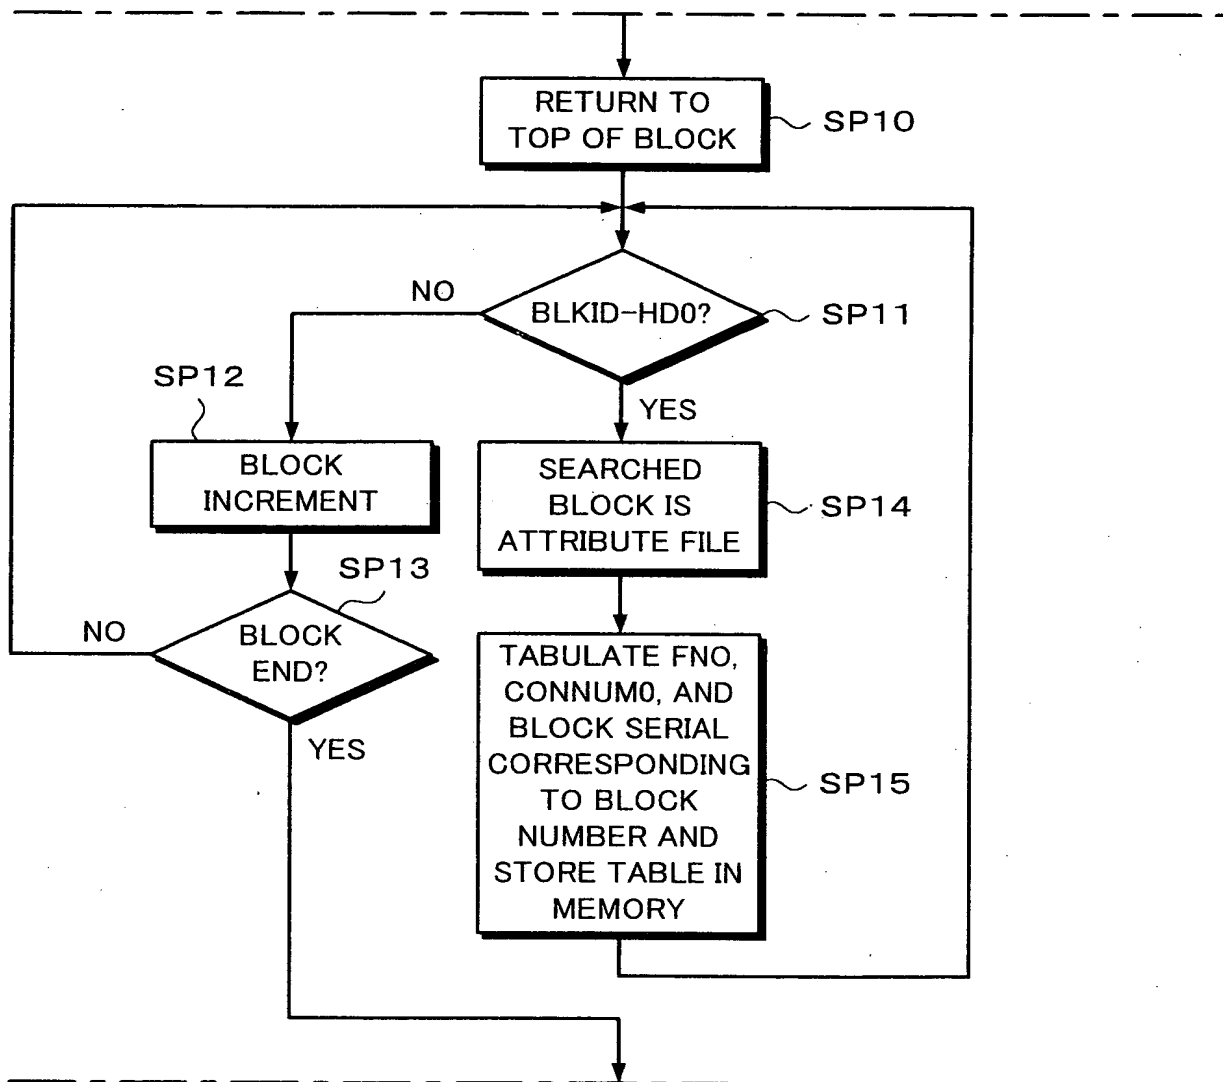 RETURN TO
TOP OF BLOCK
SP10
NO
BLKID-HD0?
SP11
SP12
YES
BLOCK
INCREMENT
SEARCHED
BLOCK IS
ATTRIBUTE FILE
SP14
SP13
NO
BLOCK
END?
YES
TABULATE FNO,
CONNUM0, AND
BLOCK SERIAL
CORRESPONDING
TO BLOCK
NUMBER AND
STORE TABLE IN
MEMORY
SP15